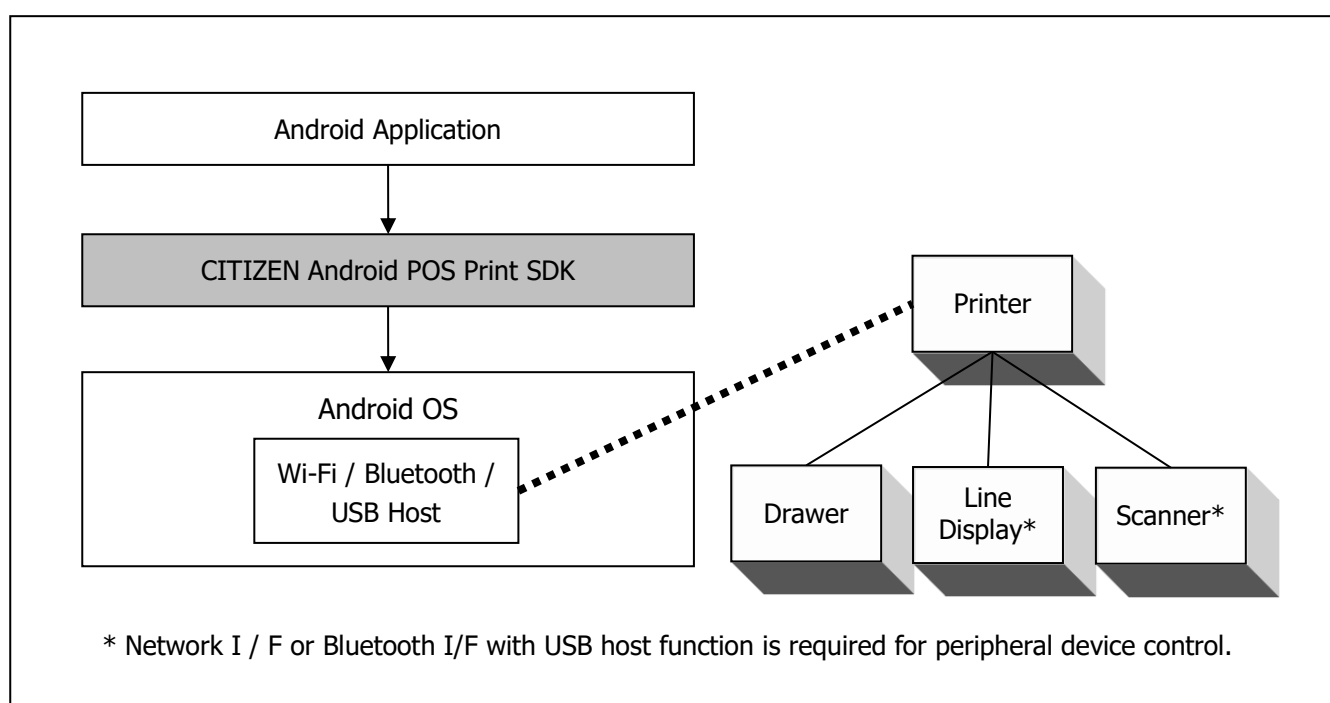 Android Application
CITIZEN Android POS Print SDK
Android OS
Wi-Fi / Bluetooth /
USB Host
Printer
Drawer
Line
Display*
Scanner*
* Network I / F or Bluetooth I/F with USB host function is required for peripheral device control.